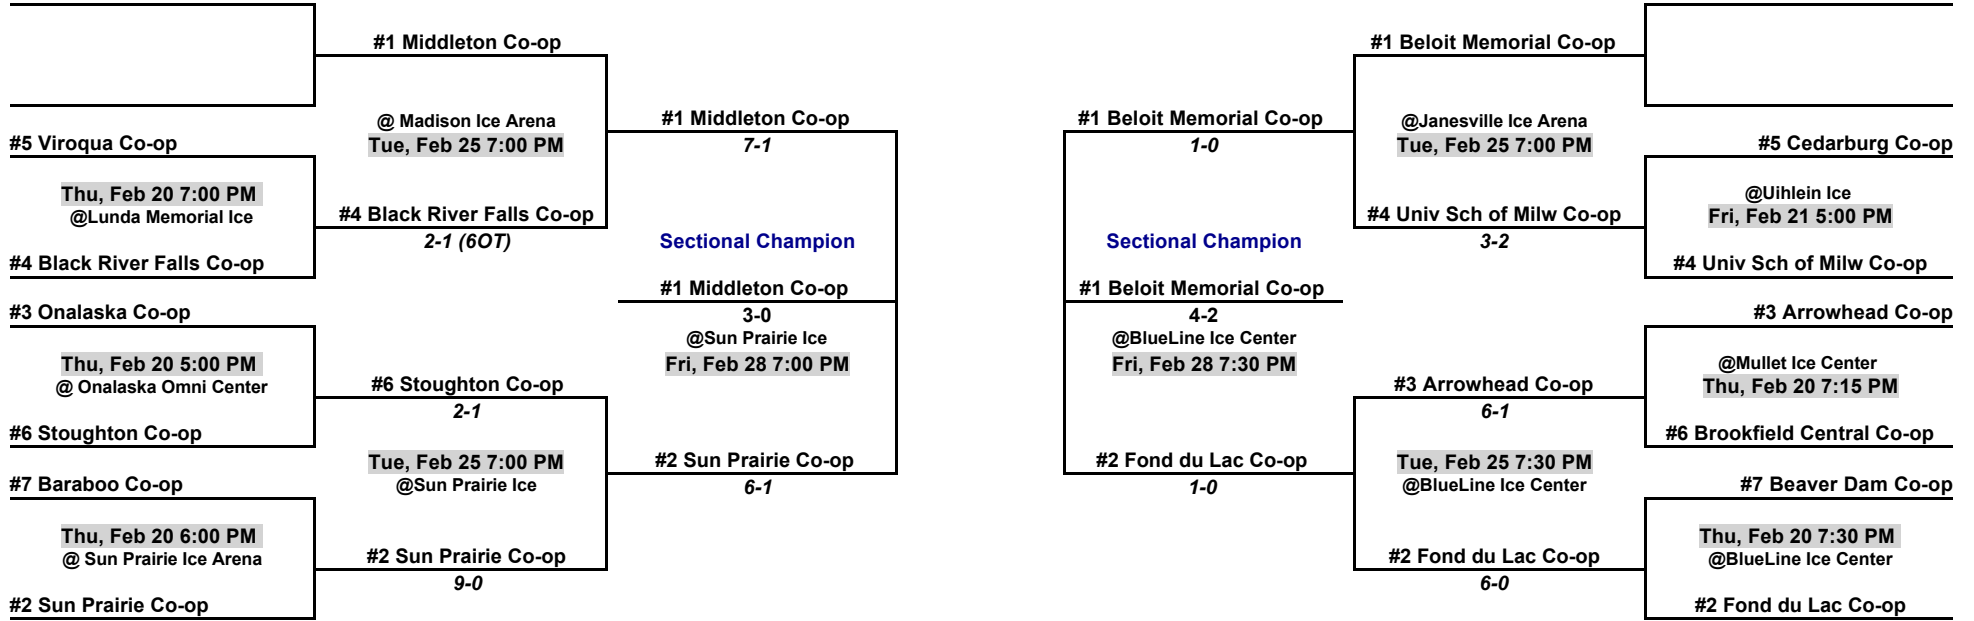 #1 Middleton Co-op
@ Madison Ice Arena
Tue, Feb 25 7:00 PM
#5 Viroqua Co-op
Thu, Feb 20 7:00 PM
@Lunda Memorial Ice
#4 Black River Falls Co-op
2-1 (6OT)
#4 Black River Falls Co-op
#1 Middleton Co-op
7-1
Sectional Champion
#1 Middleton Co-op
3-0
@Sun Prairie Ice
Fri, Feb 28 7:00 PM
#3 Onalaska Co-op
Thu, Feb 20 5:00 PM
@ Onalaska Omni Center
#6 Stoughton Co-op
2-1
#6 Stoughton Co-op
Tue, Feb 25 7:00 PM
@Sun Prairie Ice
#2 Sun Prairie Co-op
6-1
#7 Baraboo Co-op
Thu, Feb 20 6:00 PM
@ Sun Prairie Ice Arena
#2 Sun Prairie Co-op
9-0
#2 Sun Prairie Co-op
#1 Beloit Memorial Co-op
#1 Beloit Memorial Co-op
1-0
@Janesville Ice Arena
Tue, Feb 25 7:00 PM
#5 Cedarburg Co-op
@Uihlein Ice
Fri, Feb 21 5:00 PM
#4 Univ Sch of Milw Co-op
3-2
#4 Univ Sch of Milw Co-op
Sectional Champion
#1 Beloit Memorial Co-op
4-2
@BlueLine Ice Center
Fri, Feb 28 7:30 PM
#3 Arrowhead Co-op
@Mullet Ice Center
Thu, Feb 20 7:15 PM
#3 Arrowhead Co-op
6-1
#6 Brookfield Central Co-op
#2 Fond du Lac Co-op
1-0
Tue, Feb 25 7:30 PM
@BlueLine Ice Center
#7 Beaver Dam Co-op
Thu, Feb 20 7:30 PM
@BlueLine Ice Center
#2 Fond du Lac Co-op
6-0
#2 Fond du Lac Co-op